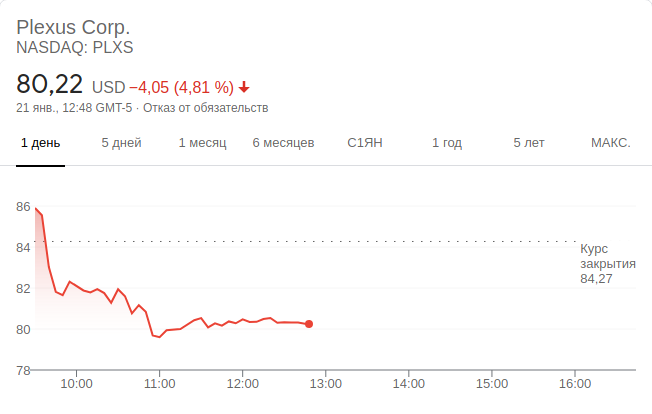 Plexus Corp.
NASDAQ: PLXS
80,22 USD −4,05 (4,81 %)
21 янв., 12:48 GMT-5 · Отказ от обязательств
1 день 5 дней 1 месяц 6 месяцев С1ЯН 1 год 5 лет МАКС.
86
84
82
80
78
Курс
закрытия
84,27
10:00 11:00 12:00 13:00 14:00 15:00 16:00